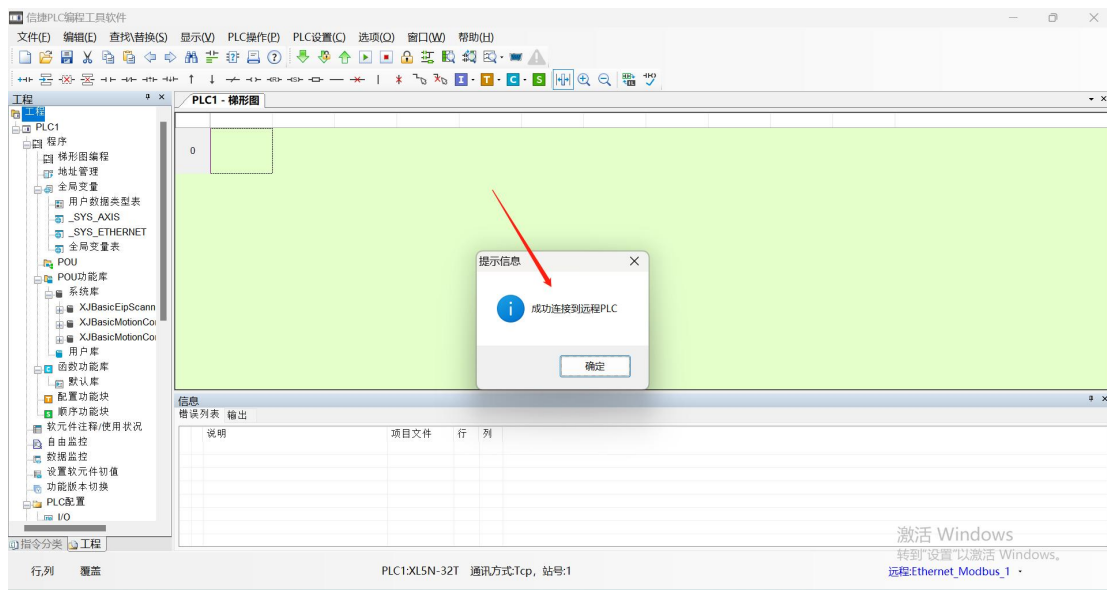 信捷PLC编程工具软件
文件(F) 编辑(E) 查找\替换(S) 显示(V) PLC操作(P) PLC设置(C) 选项(O) 窗口(W) 帮助(H)
工程
PLC1 - 梯形图
工程
PLC1
程序
梯形图编程
地址管理
全局变量
用户数据类型表
_SYS_AXIS
_SYS_ETHERNET
全局变量表
POU
POU功能库
系统库
XJBasicEipScann
XJBasicMotionCo
XJBasicMotionCo
用户库
函数功能库
默认库
配置功能块
顺序功能块
软元件注释/使用状况
自由监控
数据监控
设置软元件初值
功能版本切换
PLC配置
I/O
指令分类 工程
0
提示信息
成功连接到远程PLC
确定
信息
错误列表 输出
说明 项目文件 行 列
激活 Windows
转到"设置"以激活 Windows。
行,列 覆盖 PLC1:XL5N-32T 通讯方式:Tcp，站号:1 远程:Ethernet_Modbus_1